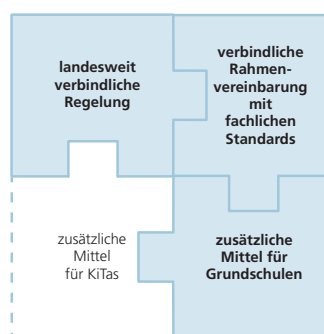 landesweit
verbindliche
Regelung
verbindliche
Rahmen-
vereinbarung
mit
fachlichen
Standards
zusätzliche
Mittel
für KiTas
zusätzliche
Mittel für
Grundschulen